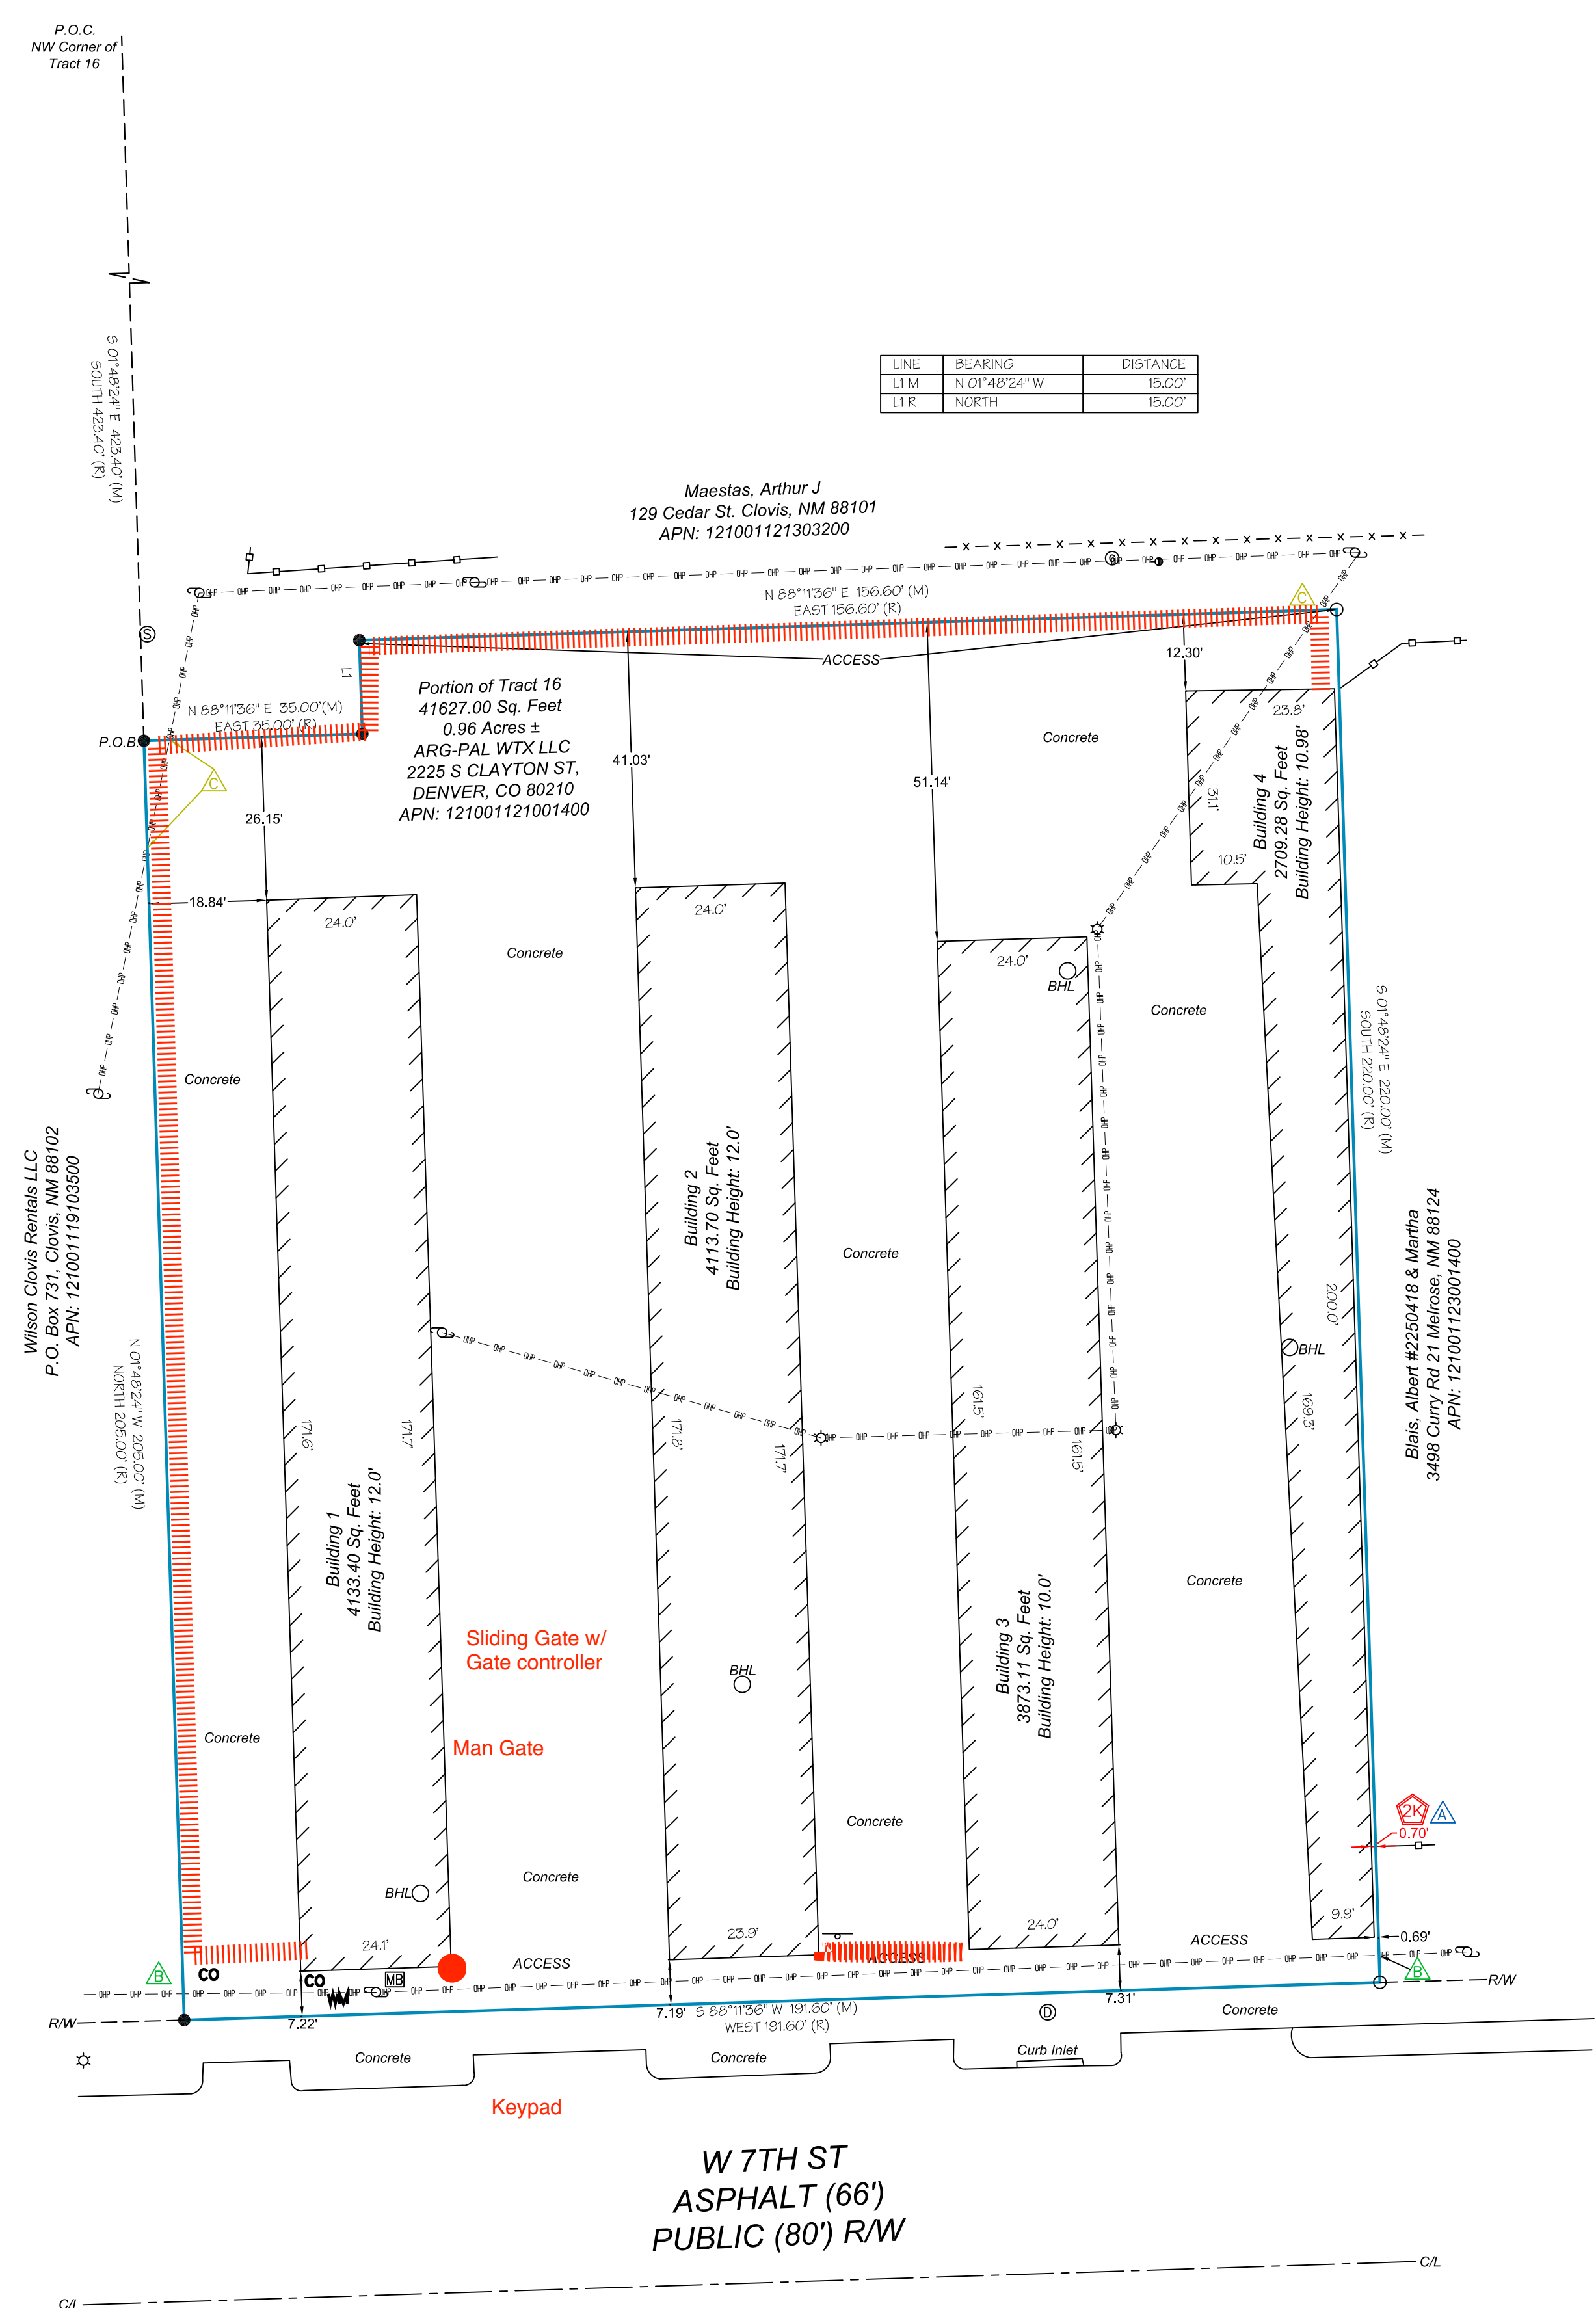 P.O.C.
NW Corner of
Tract 16
S 01°48'24" E 423.40' (M)
SOUTH 423.40' (R)
LINE BEARING DISTANCE
L1 M N 01°48'24" W 15.00'
L1 R NORTH 15.00'
Maestas, Arthur J
129 Cedar St. Clovis, NM 88101
APN: 121001121303200
N 88°11'36" E 156.60' (M)
EAST 156.60' (R)
S
G
C
ACCESS
12.30'
L1
N 88°11'36" E 35.00'(M)
EAST 35.00' (R)
P.O.B.
C
Portion of Tract 16
41627.00 Sq. Feet
0.96 Acres ±
ARG-PAL WTX LLC
2225 S CLAYTON ST,
DENVER, CO 80210
APN: 121001121001400
26.15'
41.03'
51.14'
Concrete
23.8'
31.1'
10.5'
Building 4
2709.28 Sq. Feet
Building Height: 10.98'
18.84'
24.0'
24.0'
24.0'
BHL
Concrete
Concrete
Concrete
S 01°48'24" E 220.00' (M)
SOUTH 220.00' (R)
Wilson Clovis Rentals LLC
P.O. Box 731, Clovis, NM 88102
APN: 121001119103500
N 01°48'24" W 205.00' (M)
NORTH 205.00' (R)
Building 2
4113.70 Sq. Feet
Building Height: 12.0'
Concrete
Blais, Albert #2250418 & Martha
3498 Curry Rd 21 Melrose, NM 88124
APN: 121001123001400
200.0'
BHL
169.3'
171.6'
171.7'
171.8'
171.7'
161.5'
161.5'
Building 1
4133.40 Sq. Feet
Building Height: 12.0'
Building 3
3873.11 Sq. Feet
Building Height: 10.0'
Concrete
Sliding Gate w/
Gate controller
BHL
Concrete
Man Gate
Concrete
2K
A
0.70'
Concrete
BHL
24.1'
23.9'
24.0'
9.9'
0.69'
ACCESS
ACCESS
ACCESS
B
CO
CO
MB
WM
B
R/W
R/W
7.22'
7.19'
7.31'
S 88°11'36" W 191.60' (M)
WEST 191.60' (R)
D
Concrete
Concrete
Concrete
Curb Inlet
Keypad
W 7TH ST
ASPHALT (66')
PUBLIC (80') R/W
C/L
C/L
OHP